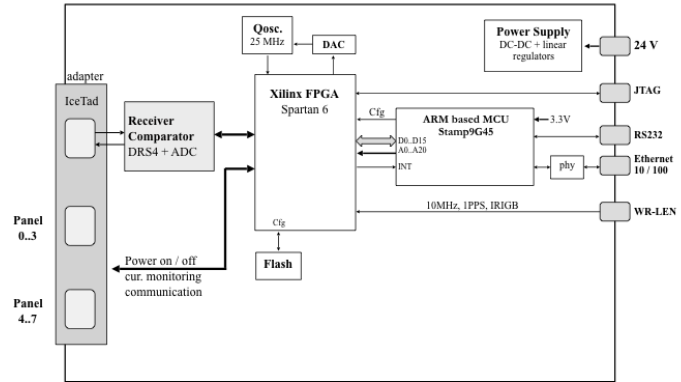 Qosc.
25 MHz
DAC
Power Supply
DC-DC + linear
regulators
24 V
adapter
IceTad
Receiver
Comparator
DRS4 + ADC
Xilinx FPGA
Spartan 6
JTAG
Cfg
ARM based MCU
Stamp9G45
3.3V
RS232
D0..D15
A0..A20
INT
phy
Ethernet
10 / 100
Panel
0..3
10MHz, 1PPS, IRIGB
WR-LEN
Cfg
Flash
Power on / off
cur. monitoring
communication
Panel
4..7